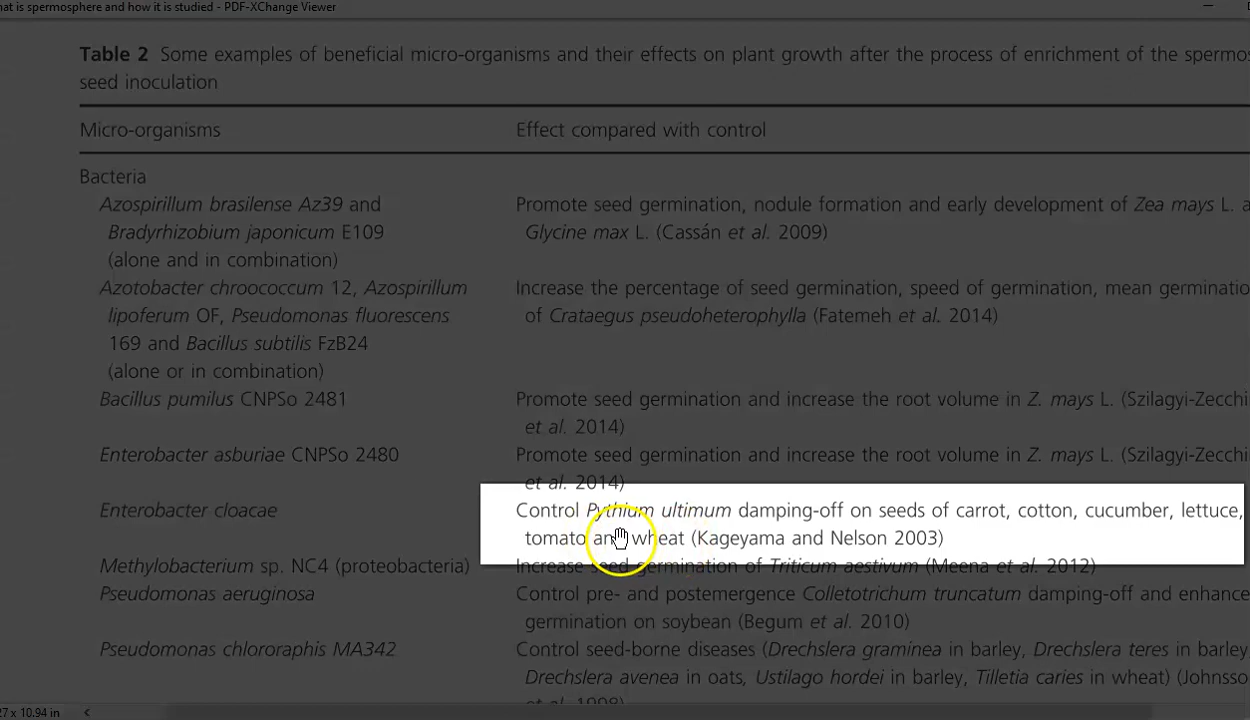 at is spermosphere and how it is studied - PDF-XChange Viewer
Table 2 Some examples of beneficial micro-organisms and their effects on plant growth after the process of enrichment of the spermos
seed inoculation
Micro-organisms Effect compared with control
Bacteria
Azospirillum brasilense Az39 and Promote seed germination, nodule formation and early development of Zea mays L. a
Bradyrhizobium japonicum E109 Glycine max L. (Cassán et al. 2009)
(alone and in combination)
Azotobacter chroococcum 12, Azospirillum Increase the percentage of seed germination, speed of germination, mean germinatio
lipoferum OF, Pseudomonas fluorescens of Crataegus pseudoheterophylla (Fatemeh et al. 2014)
169 and Bacillus subtilis FzB24
(alone or in combination)
Bacillus pumilus CNPSo 2481 Promote seed germination and increase the root volume in Z. mays L. (Szilagyi-Zecchi
et al. 2014)
Enterobacter asburiae CNPSo 2480 Promote seed germination and increase the root volume in Z. mays L. (Szilagyi-Zecchi
et al. 2014)
Enterobacter cloacae Control Pythium ultimum damping-off on seeds of carrot, cotton, cucumber, lettuce,
tomato and wheat (Kageyama and Nelson 2003)
Methylobacterium sp. NC4 (proteobacteria) Increase seed germination of Triticum aestivum (Meena et al. 2012)
Pseudomonas aeruginosa Control pre- and postemergence Colletotrichum truncatum damping-off and enhance
germination on soybean (Begum et al. 2010)
Pseudomonas chlororaphis MA342 Control seed-borne diseases (Drechslera graminea in barley, Drechslera teres in barley
Drechslera avenea in oats, Ustilago hordei in barley, Tilletia caries in wheat) (Johnsso
et al. 1998)
27 x 10.94 in